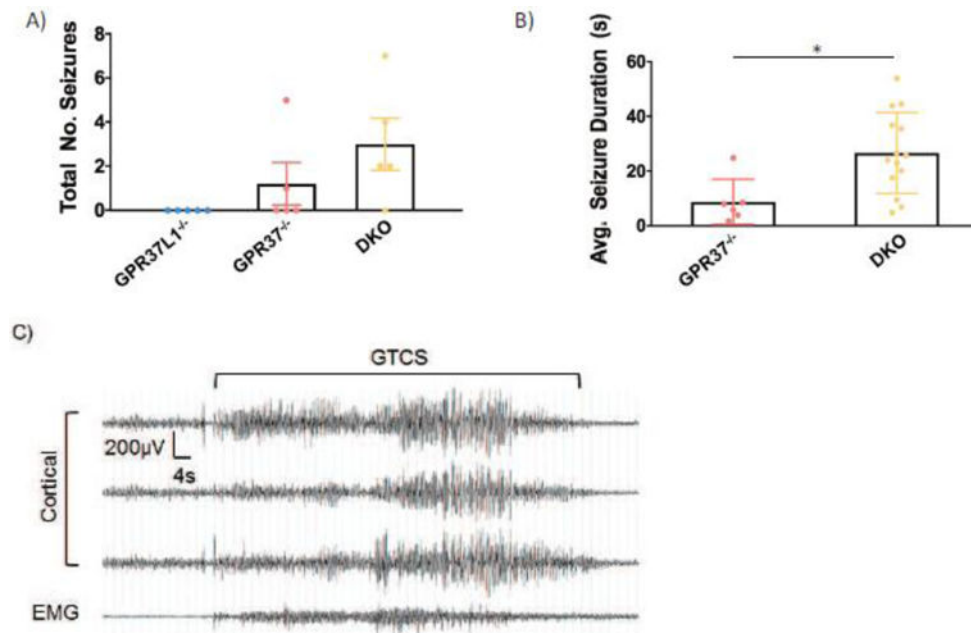 A)
Total No. Seizures
8
6
4
2
0
GPR37L1-/-
GPR37-/-
DKO
B)
Avg. Seizure Duration (s)
60
40
20
0
*
GPR37-/-
DKO
C)
GTCS
Cortical
200μV
4s
EMG